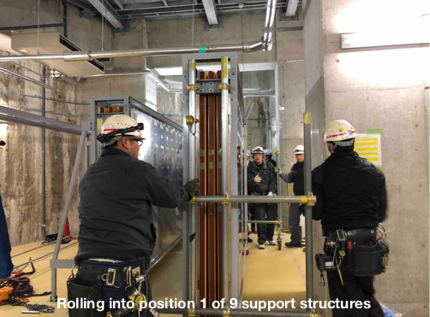 Rolling into position 1 of 9 support structures